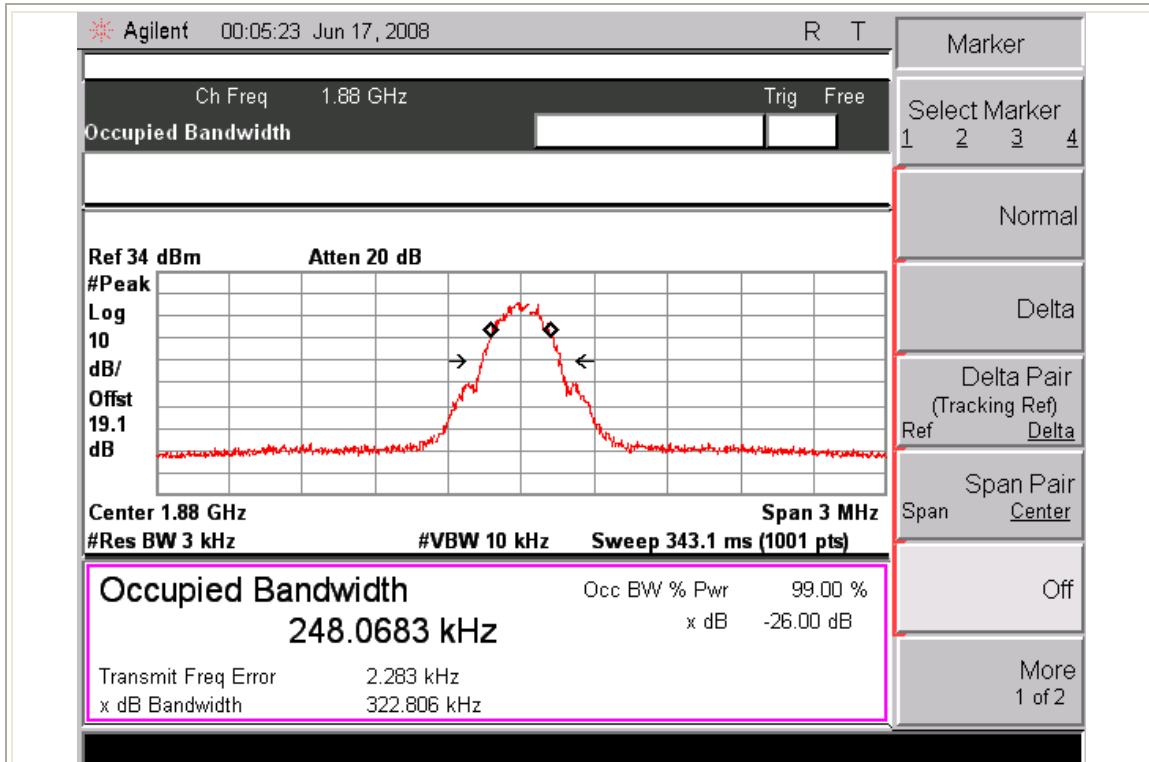 Agilent 00:05:23 Jun 17, 2008 R T
Ch Freq 1.88 GHz Trig Free
Occupied Bandwidth
Ref 34 dBm Atten 20 dB
#Peak
Log
10
dB/
Offst
19.1
dB
Center 1.88 GHz Span 3 MHz
#Res BW 3 kHz #VBW 10 kHz Sweep 343.1 ms (1001 pts)
Occupied Bandwidth
248.0683 kHz
Occ BW % Pwr 99.00 %
x dB -26.00 dB
Transmit Freq Error 2.283 kHz
x dB Bandwidth 322.806 kHz
Marker
Select Marker
1 2 3 4
Normal
Delta
Delta Pair
(Tracking Ref)
Ref Delta
Span Pair
Span Center
Off
More
1 of 2